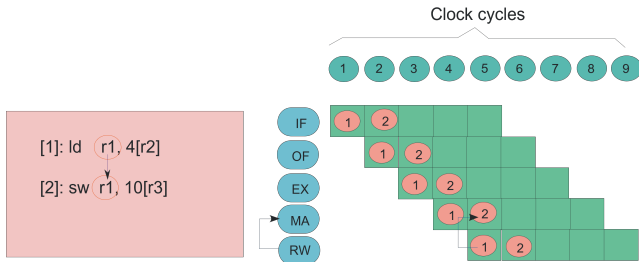 Clock cycles
1 2 3 4 5 6 7 8 9
[1]: ld r1, 4[r2]
[2]: sw r1, 10[r3]
IF 1 2
OF 1 2
EX 1 2
MA 1 2
RW 1 2